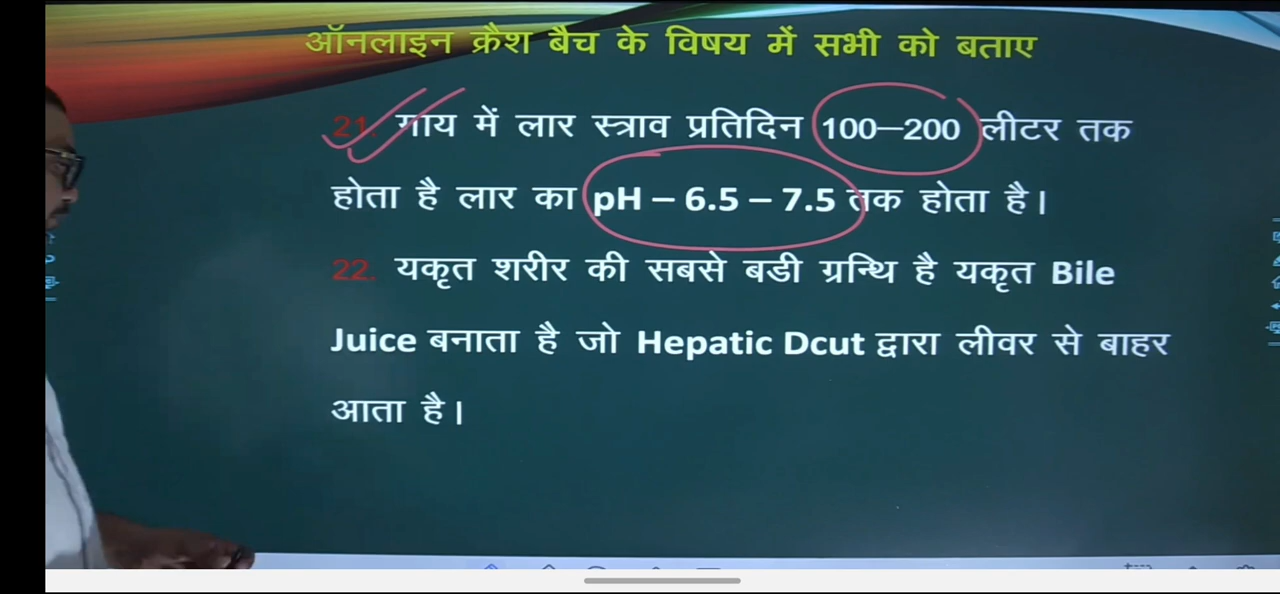 ऑनलाइन क्रैश बैच के विषय में सभी को बताए
21. गाय में लार स्त्राव प्रतिदिन 100–200 लीटर तक
होता है लार का pH – 6.5 – 7.5 तक होता है।
22. यकृत शरीर की सबसे बडी ग्रन्थि है यकृत Bile
Juice बनाता है जो Hepatic Dcut द्वारा लीवर से बाहर
आता है।